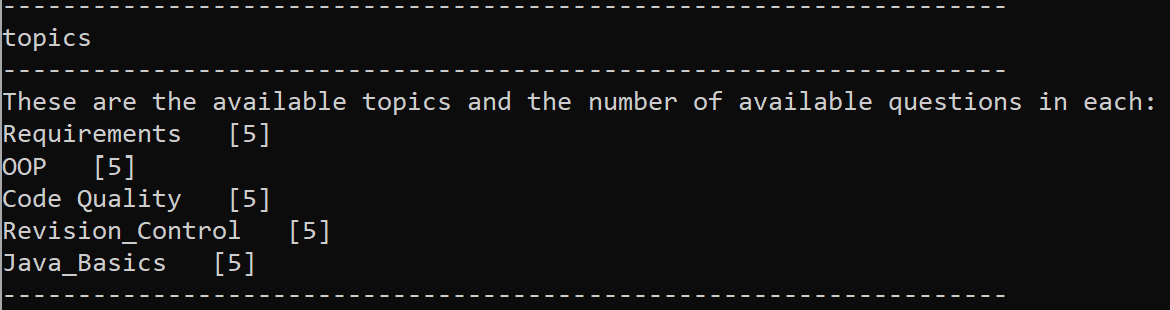 -------------------------------------------------------------------
topics
-------------------------------------------------------------------
These are the available topics and the number of available questions in each:
Requirements   [5]
OOP   [5]
Code Quality   [5]
Revision_Control   [5]
Java_Basics   [5]
-------------------------------------------------------------------